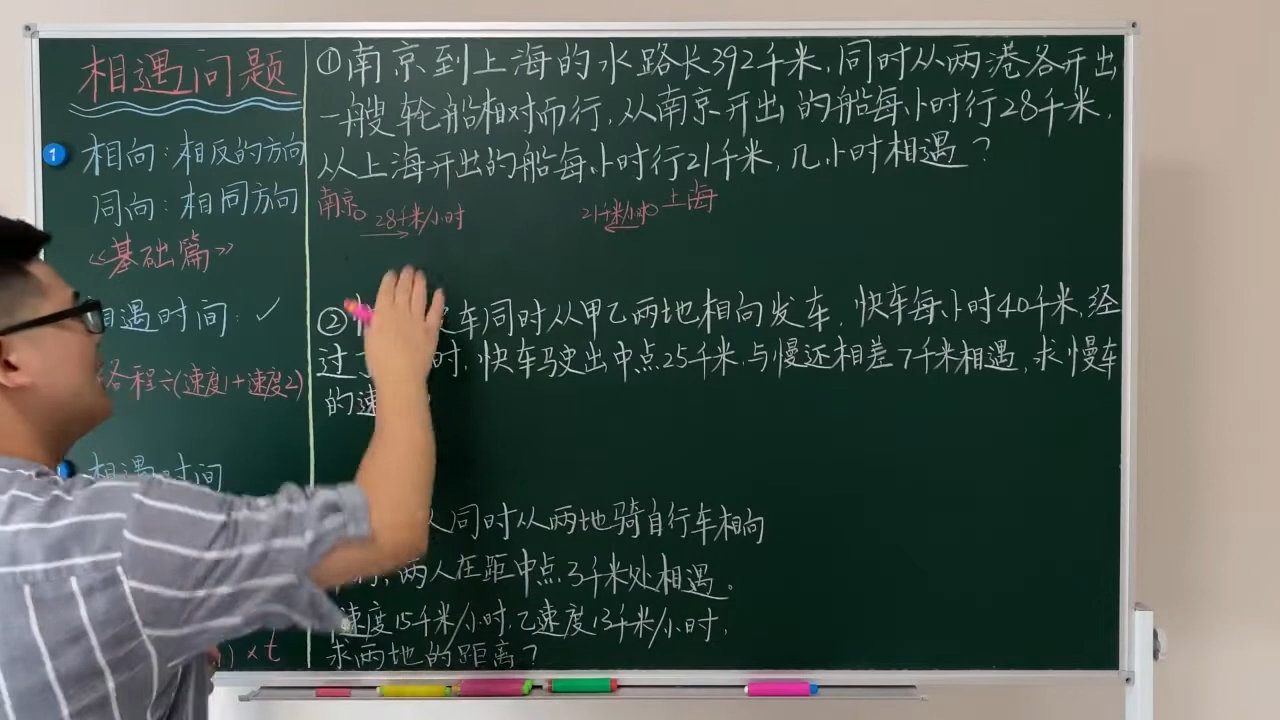 相遇问题
1 相向:相反的方向
同向:相同方向
《基础篇》
相遇时间:✓
各程÷(速度1+速度2)
相遇时间
)×t
①南京到上海的水路长392千米,同时从两港各开出
一艘轮船相对而行,从南京开出的船每小时行28千米,
从上海开出的船每小时行21千米,几小时相遇?
南京 28千米/小时 21千米/小时 上海
② 车同时从甲乙两地相向发车,快车每小时40千米,经
过 时,快车驶出中点25千米,与慢还相差7千米相遇,求慢车
的速
人同时从两地骑自行车相向
,两人在距中点3千米处相遇。
速度15千米/小时,乙速度13千米/小时,
求两地的距离?